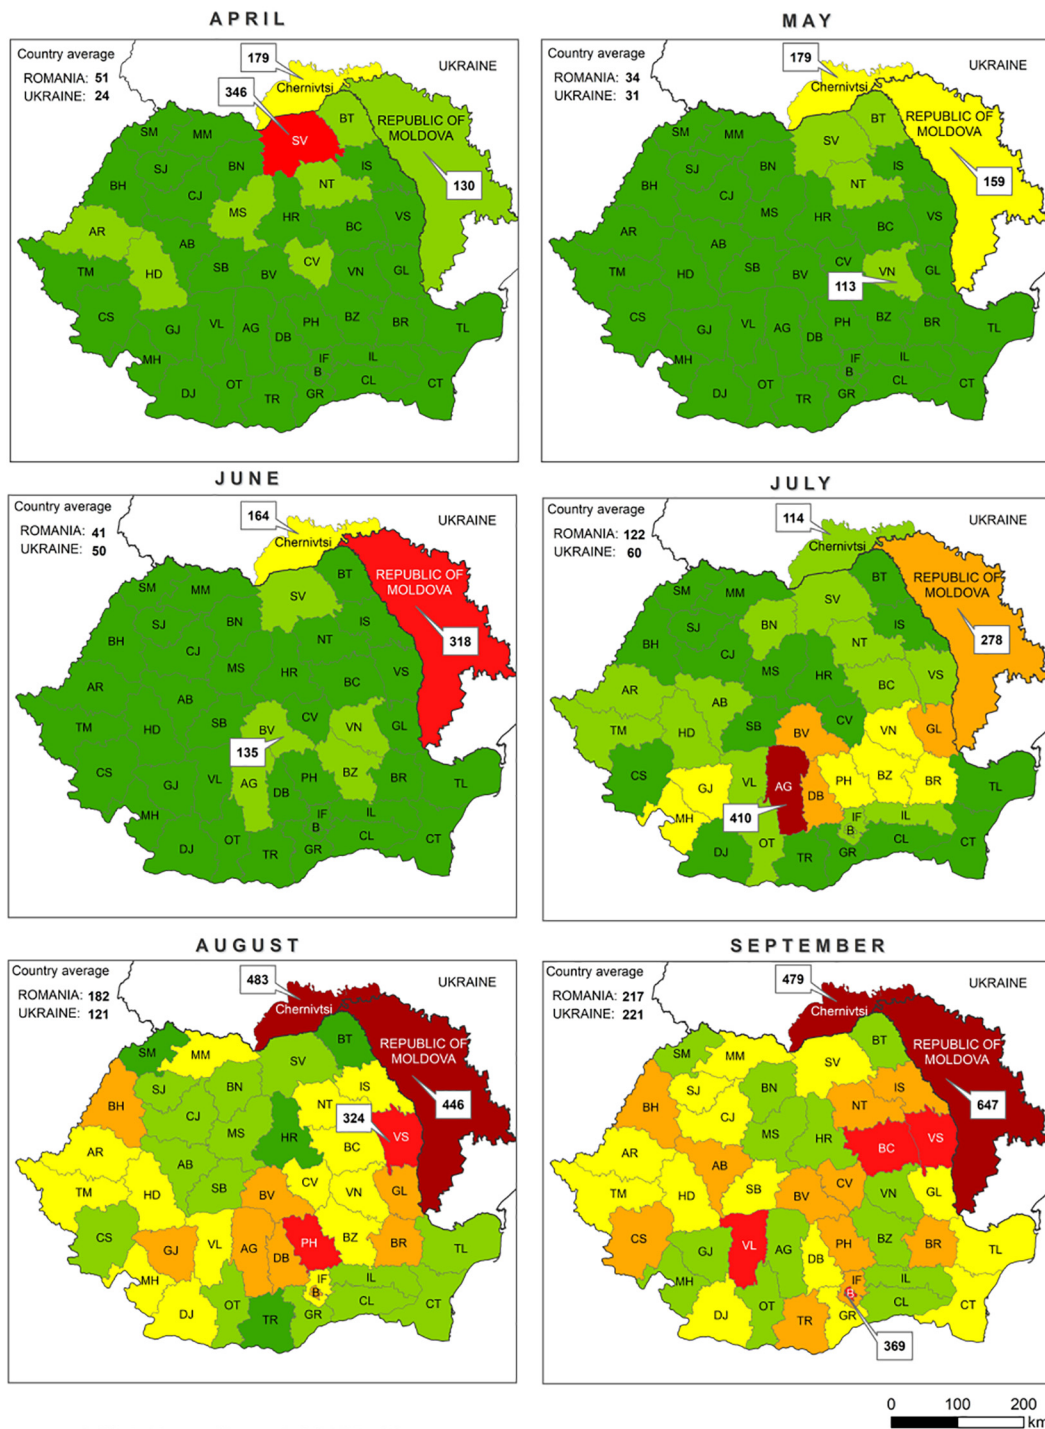 APRIL
Country average
ROMANIA: 51
UKRAINE: 24
179
346
Chernivtsi
UKRAINE
REPUBLIC OF
MOLDOVA
130
SM
MM
SV
BT
BH
SJ
CJ
BN
NT
IS
AR
MS
HR
BC
VS
TM
HD
AB
SB
BV
CV
VN
GL
CS
GJ
VL
AG
DB
PH
BZ
BR
TL
MH
DJ
OT
TR
IF
B
GR
IL
CL
CT
MAY
Country average
ROMANIA: 34
UKRAINE: 31
179
Chernivtsi
UKRAINE
REPUBLIC OF
MOLDOVA
159
SM
MM
SV
BT
BH
SJ
CJ
BN
NT
IS
AR
MS
HR
BC
VS
TM
HD
AB
SB
BV
CV
VN
GL
113
CS
GJ
VL
AG
DB
PH
BZ
BR
TL
MH
DJ
OT
TR
IF
B
GR
IL
CL
CT
JUNE
Country average
ROMANIA: 41
UKRAINE: 50
164
Chernivtsi
UKRAINE
REPUBLIC OF
MOLDOVA
318
SM
MM
SV
BT
BH
SJ
CJ
BN
NT
IS
AR
MS
HR
BC
VS
TM
HD
AB
SB
BV
CV
VN
GL
135
CS
GJ
VL
AG
DB
PH
BZ
BR
TL
MH
DJ
OT
TR
IF
B
GR
IL
CL
CT
JULY
Country average
ROMANIA: 122
UKRAINE: 60
114
Chernivtsi
UKRAINE
REPUBLIC OF
MOLDOVA
278
SM
MM
SV
BT
BH
SJ
CJ
BN
NT
IS
AR
MS
HR
BC
VS
TM
HD
AB
SB
BV
CV
VN
GL
CS
GJ
VL
AG
DB
PH
BZ
BR
TL
410
MH
DJ
OT
TR
IF
B
GR
IL
CL
CT
AUGUST
Country average
ROMANIA: 182
UKRAINE: 121
483
Chernivtsi
UKRAINE
REPUBLIC OF
MOLDOVA
446
324
SM
MM
SV
BT
BH
SJ
CJ
BN
NT
IS
AR
MS
HR
BC
VS
TM
HD
AB
SB
BV
CV
VN
GL
CS
GJ
VL
AG
DB
PH
BZ
BR
TL
MH
DJ
OT
TR
IF
B
GR
IL
CL
CT
SEPTEMBER
Country average
ROMANIA: 217
UKRAINE: 221
479
Chernivtsi
UKRAINE
REPUBLIC OF
MOLDOVA
647
SM
MM
SV
BT
BH
SJ
CJ
BN
NT
IS
AR
MS
HR
BC
VS
TM
HD
AB
SB
BV
CV
VN
GL
CS
GJ
VL
AG
DB
PH
BZ
BR
TL
MH
DJ
OT
TR
IF
B
GR
IL
CL
CT
369
0 100 200
km